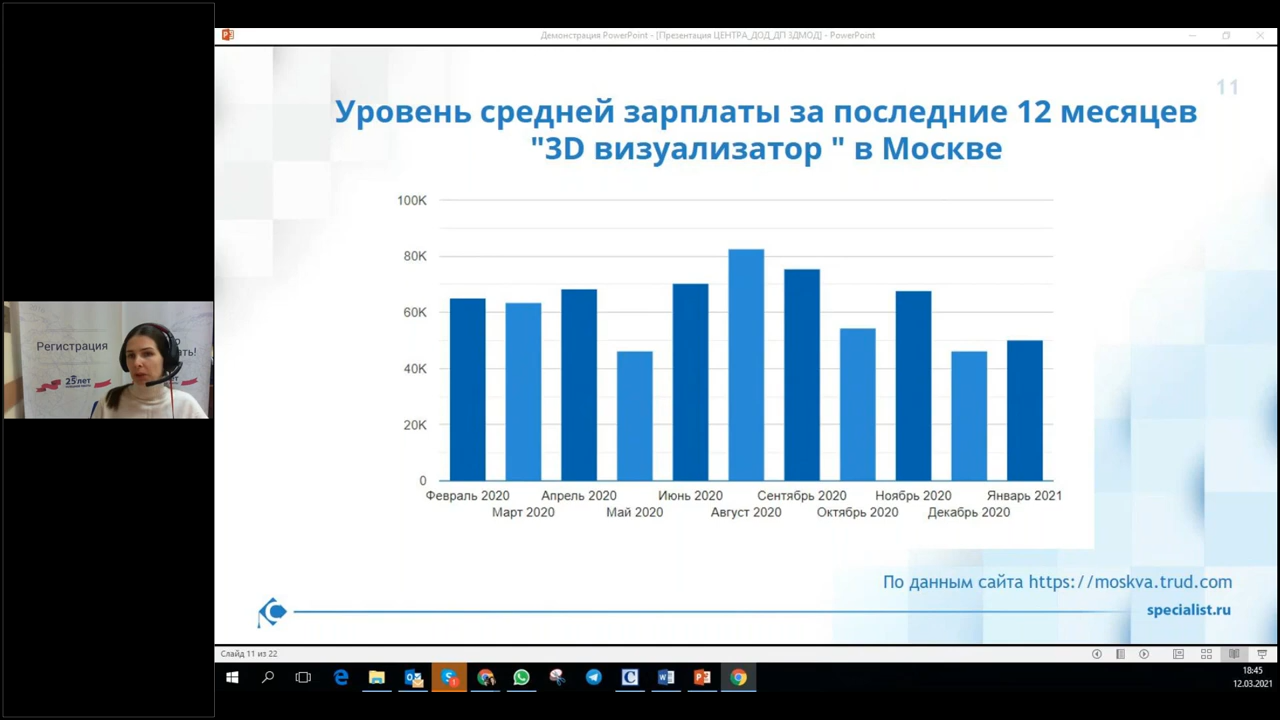 Демонстрация PowerPoint - [Презентация ЦЕНТРА_ДОД_ДП 3ДМОД] - PowerPoint
11
Уровень средней зарплаты за последние 12 месяцев
"3D визуализатор " в Москве
100K
80K
60K
40K
20K
0
Февраль 2020
Март 2020
Апрель 2020
Май 2020
Июнь 2020
Август 2020
Сентябрь 2020
Октябрь 2020
Ноябрь 2020
Декабрь 2020
Январь 2021
По данным сайта https://moskva.trud.com
specialist.ru
Регистрация
25 лет
Слайд 11 из 22
18:45
12.03.2021